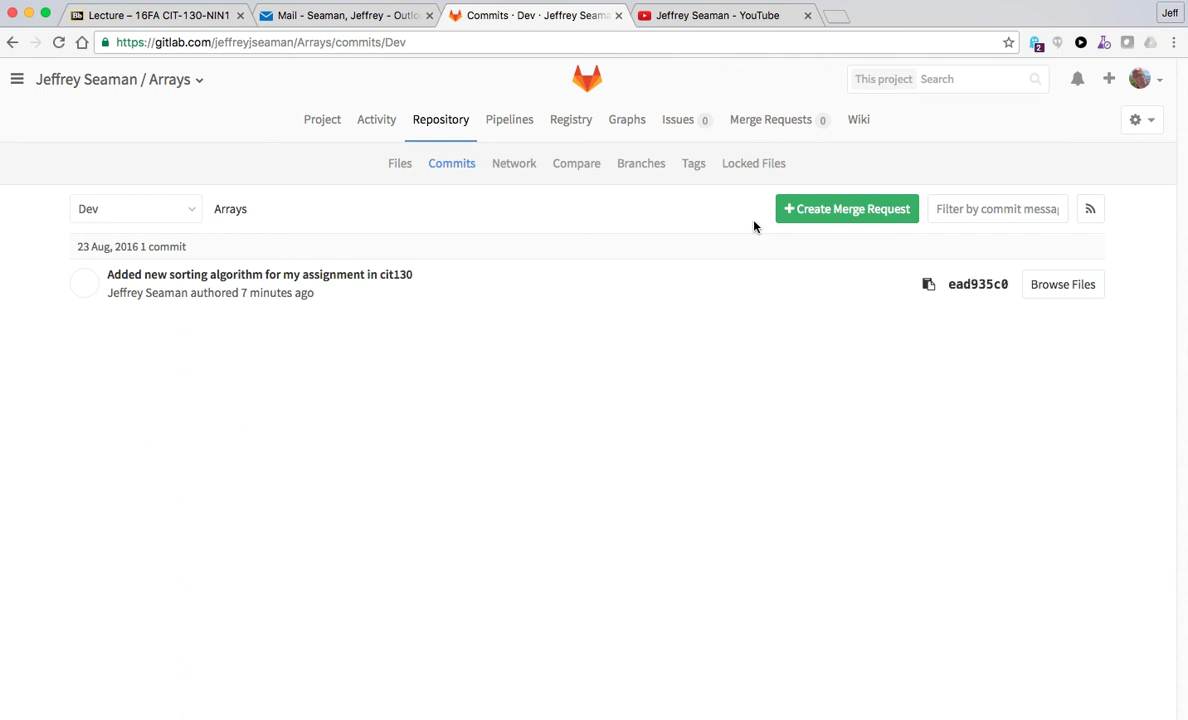 Lecture – 16FA CIT-130-NIN1
Mail - Seaman, Jeffrey - Outlo
Commits · Dev · Jeffrey Seama
Jeffrey Seaman - YouTube
Jeff
https://gitlab.com/jeffreyjseaman/Arrays/commits/Dev
2
Jeffrey Seaman / Arrays
This project Search
Project Activity Repository Pipelines Registry Graphs Issues 0 Merge Requests 0 Wiki
Files Commits Network Compare Branches Tags Locked Files
Dev Arrays + Create Merge Request Filter by commit messag
23 Aug, 2016 1 commit
Added new sorting algorithm for my assignment in cit130
Jeffrey Seaman authored 7 minutes ago
ead935c0 Browse Files